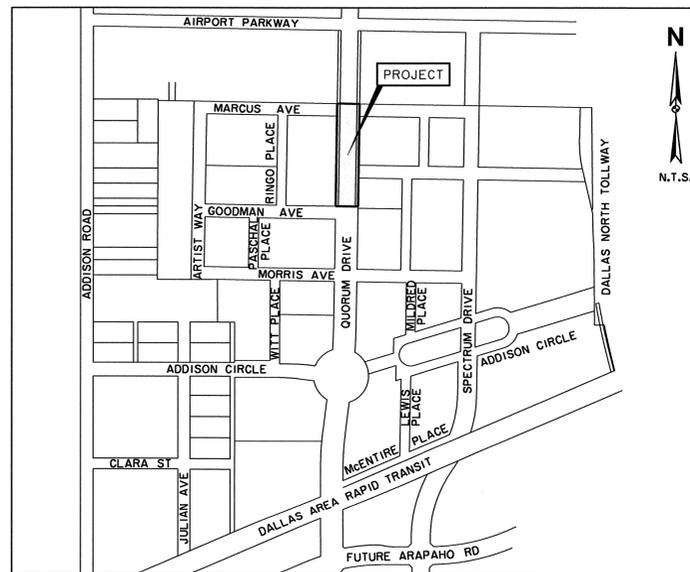 AIRPORT PARKWAY
N
PROJECT
MARCUS AVE
RINGO PLACE
N.T.S.
DALLAS NORTH TOLLWAY
ADDISON ROAD
ARTIST WAY
GOODMAN AVE
PASCHAL
PLACE
QUORUM DRIVE
MORRIS AVE
WITT PLACE
MILDRED
PLACE
SPECTRUM DRIVE
ADDISON CIRCLE
ADDISON CIRCLE
LEWIS
PLACE
McENTIRE PLACE
CLARA ST
JULIAN AVE
DALLAS AREA RAPID TRANSIT
FUTURE ARAPAHO RD